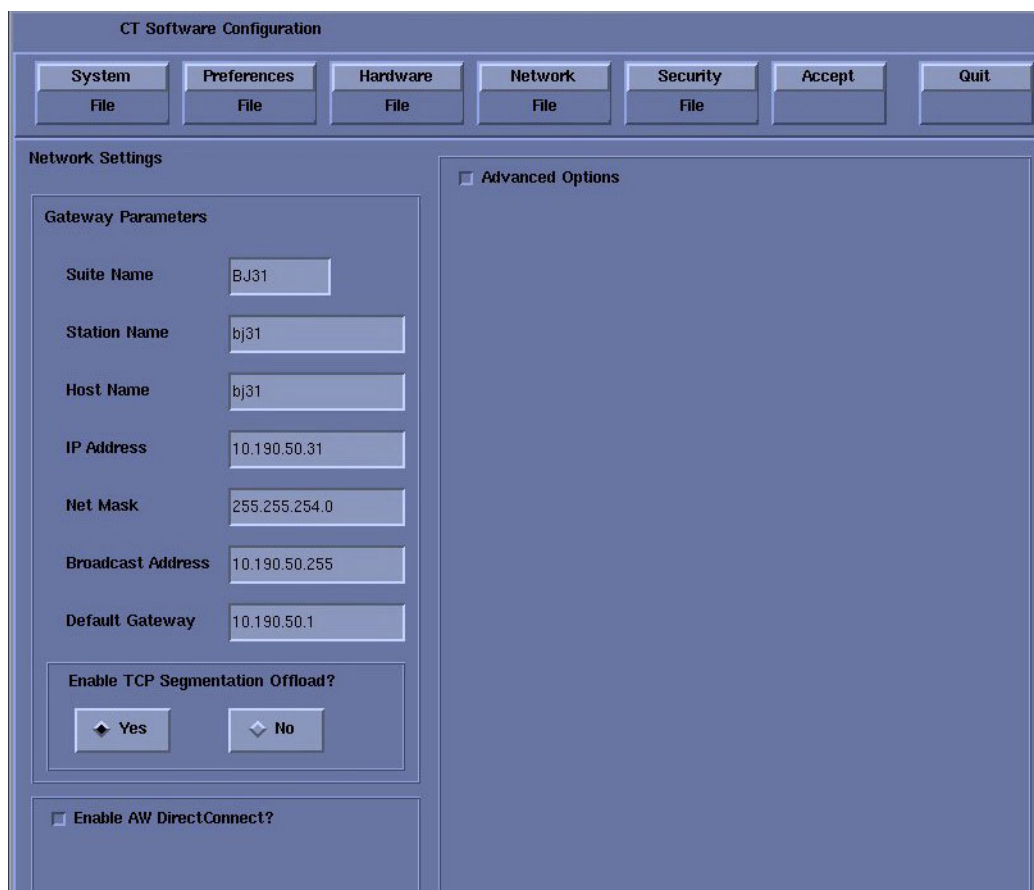 CT Software Configuration
System Preferences Hardware Network Security Accept Quit
File File File File File
Network Settings
Advanced Options
Gateway Parameters
Suite Name BJ31
Station Name bj31
Host Name bj31
IP Address 10.190.50.31
Net Mask 255.255.254.0
Broadcast Address 10.190.50.255
Default Gateway 10.190.50.1
Enable TCP Segmentation Offload?
Yes No
Enable AW DirectConnect?